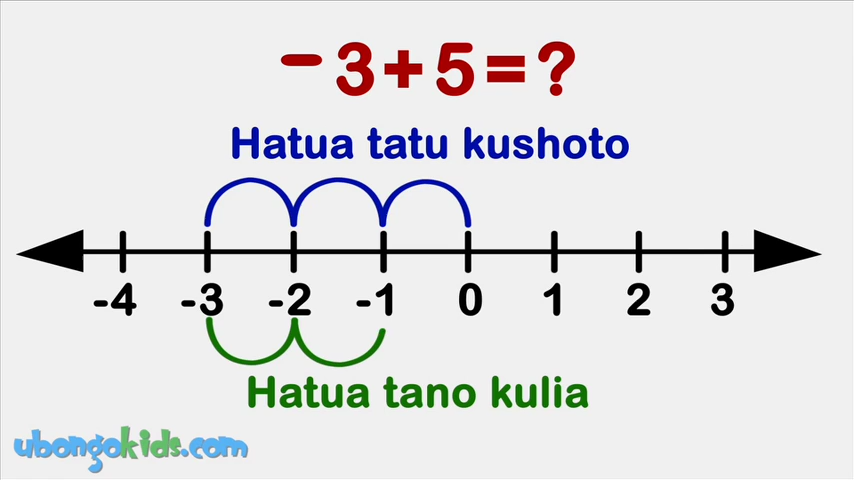 -3+5=?
Hatua tatu kushoto
-4 -3 -2 -1 0 1 2 3
Hatua tano kulia
ubongokids.com